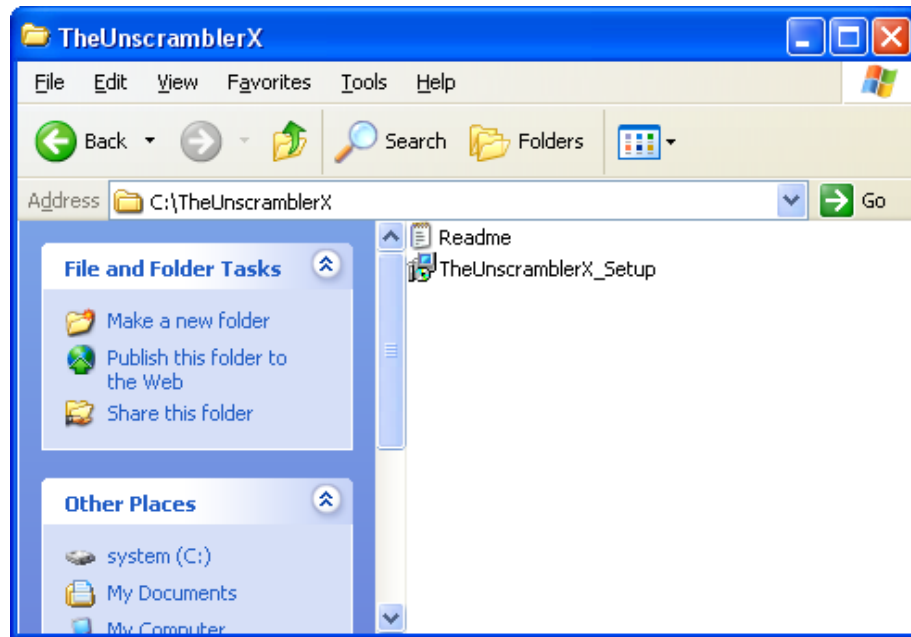 TheUnscramblerX
File Edit View Favorites Tools Help
Back Search Folders
Address C:\TheUnscramblerX Go
Readme
TheUnscramblerX_Setup
File and Folder Tasks
Make a new folder
Publish this folder to
the Web
Share this folder
Other Places
system (C:)
My Documents
My Computer